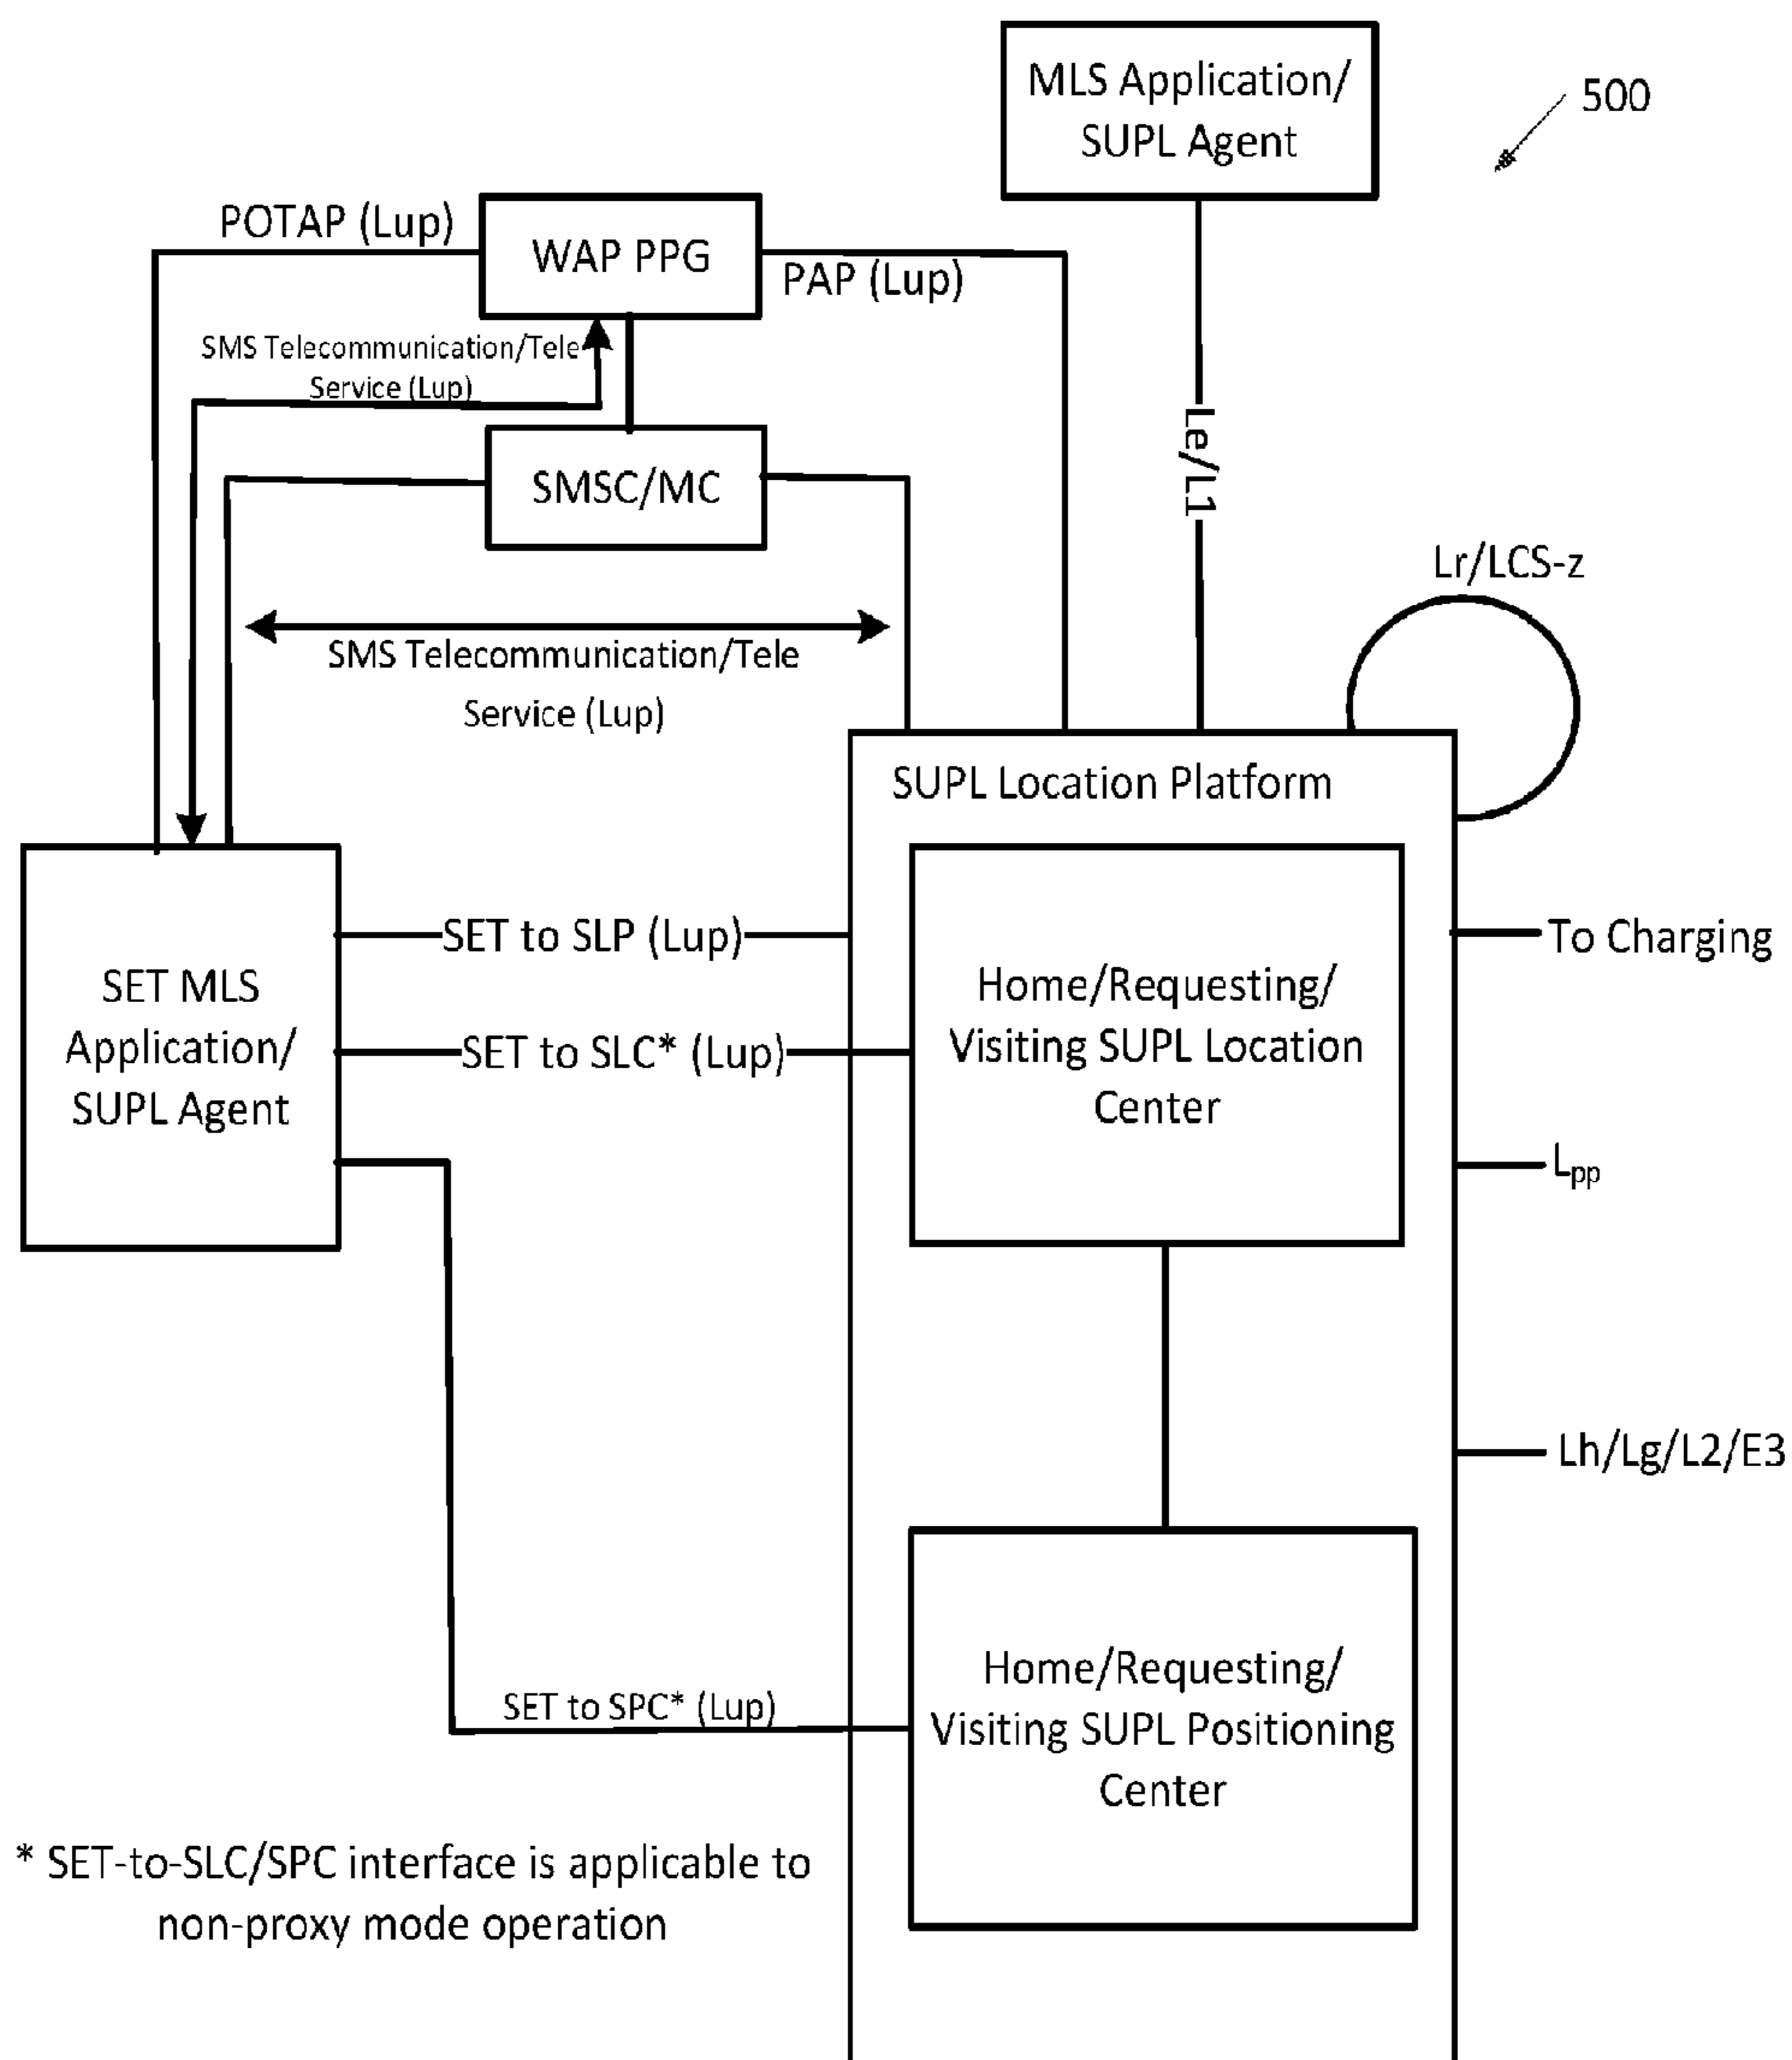 MLS Application/
SUPL Agent
500
POTAP (Lup)
WAP PPG
PAP (Lup)
SMS Telecommunication/Tele
Service (Lup)
Le/L1
SMSC/MC
Lr/LCS-z
SMS Telecommunication/Tele
Service (Lup)
SUPL Location Platform
SET to SLP (Lup)
To Charging
SET MLS
Application/
SUPL Agent
Home/Requesting/
Visiting SUPL Location
Center
SET to SLC* (Lup)
Lpp
Lh/Lg/L2/E3
SET to SPC* (Lup)
Home/Requesting/
Visiting SUPL Positioning
Center
* SET-to-SLC/SPC interface is applicable to
non-proxy mode operation